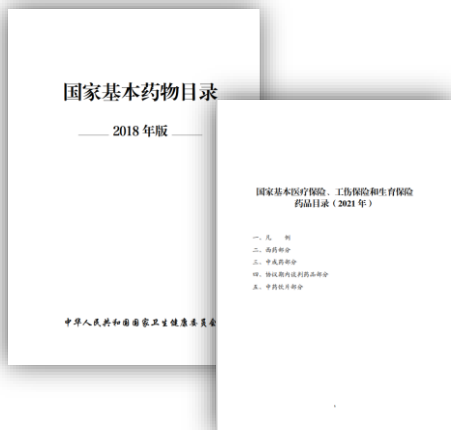 国家基本药物目录
2018 年版
中华人民共和国国家卫生健康委员会
国家基本医疗保险、工伤保险和生育保险
药品目录（2021 年）
一、凡 例
二、西药部分
三、中成药部分
四、协议期内谈判药品部分
五、中药饮片部分